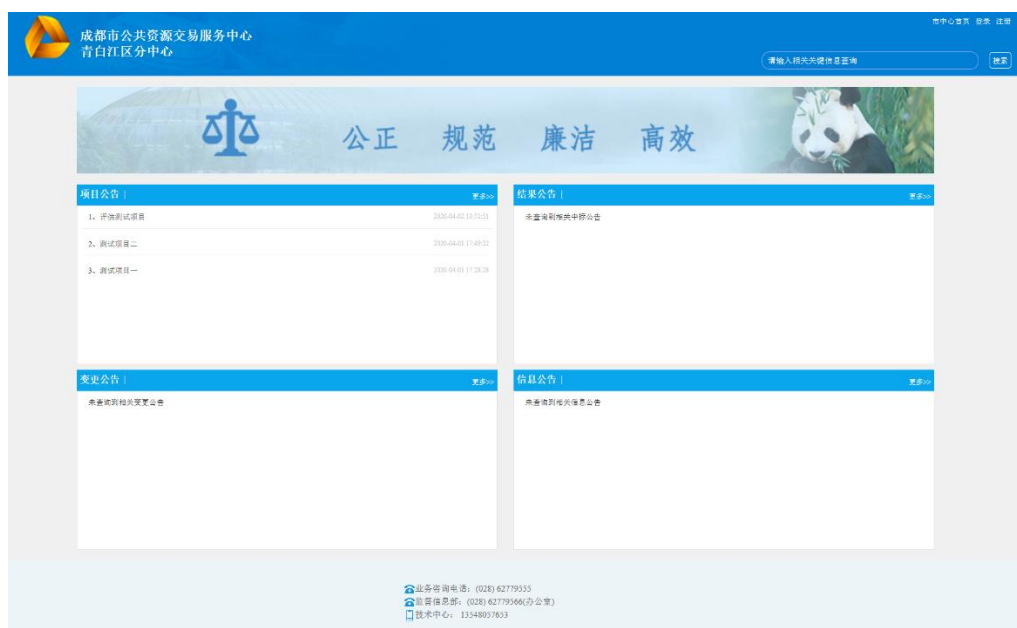 市中心首页 登录 注册
成都市公共资源交易服务中心
青白江区分中心
请输入相关关键信息查询
搜索
公正 规范 廉洁 高效
项目公告 | 更多>>
1、评估测试项目 2020-04-02 13:52:51
2、测试项目二 2020-04-01 17:49:22
3、测试项目一 2020-04-01 17:28:28
结果公告 | 更多>>
未查询到相关中标公告
变更公告 | 更多>>
未查询到相关变更公告
信息公告 | 更多>>
未查询到相关信息公告
业务咨询电话：(028) 62779555
监督信息部：(028) 62779566(办公室)
技术中心： 13548057653